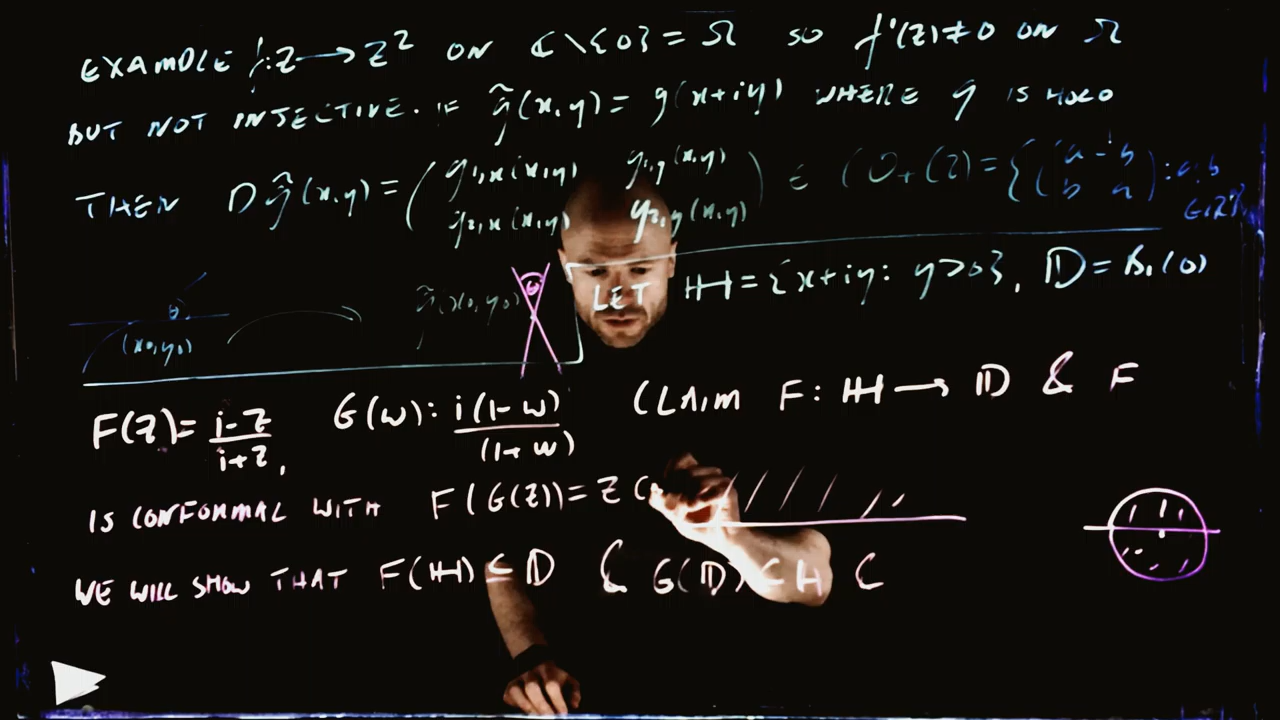 EXAMPLE f: Z → Z² ON ℂ\{0} = Ω SO f'(Z) ≠ 0 ON Ω
BUT NOT INJECTIVE. IF g̃(x,y) = g(x+iy) WHERE g IS HOLO
THEN D g̃(x,y) = ( g1,x(x,y) g1,y(x,y)
g2,x(x,y) g2,y(x,y) ) ∈ CO+(2) = { ( a -b
b a ) : a,b ∈ ℝ }
LET ℍ = {x+iy: y>0}, 𝔻 = B₁(0)
θ
(x₀,y₀)
g̃(x₀,y₀)
θ
F(Z) = i-Z / i+Z, G(w): i(1-w) / (1+w) CLAIM F: ℍ → 𝔻 & F
IS CONFORMAL WITH F(G(Z)) = Z
WE WILL SHOW THAT F(ℍ) ⊆ 𝔻 & G(𝔻) ⊂ H